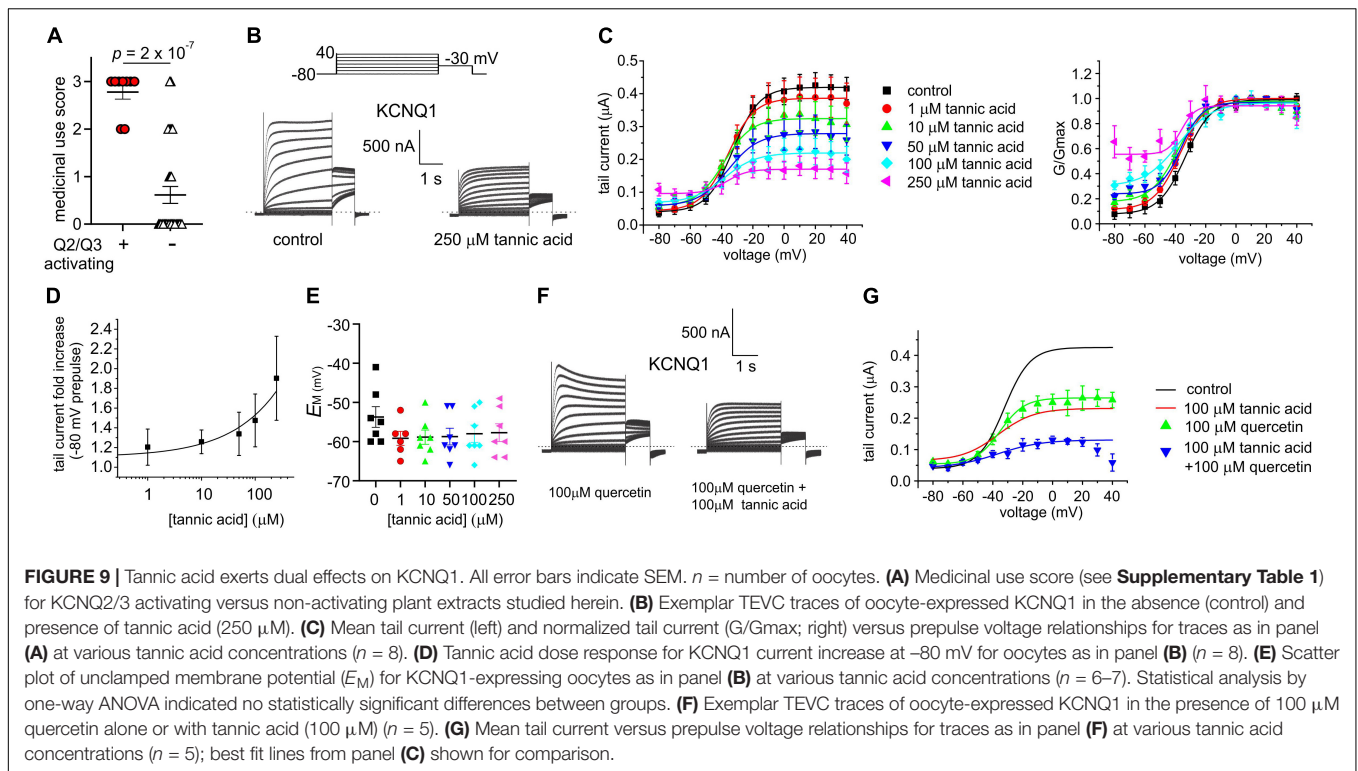 A
p = 2 x 10⁻⁷
medicinal use score
3
2
1
0
Q2/Q3 + -
activating
B
40
-80
-30 mV
KCNQ1
500 nA
1 s
control
250 µM tannic acid
C
tail current (µA)
0.5
0.4
0.3
0.2
0.1
0.0
-80 -60 -40 -20 0 20 40
voltage (mV)
control
1 µM tannic acid
10 µM tannic acid
50 µM tannic acid
100 µM tannic acid
250 µM tannic acid
G/Gmax
1.2
1.0
0.8
0.6
0.4
0.2
0.0
-80 -60 -40 -20 0 20 40
voltage (mV)
D
tail current fold increase
(-80 mV prepulse)
2.4
2.2
2.0
1.8
1.6
1.4
1.2
1.0
1 10 100
[tannic acid] (µM)
E
EM (mV)
-30
-40
-50
-60
-70
0 1 10 50 100 250
[tannic acid] (µM)
F
500 nA
1 s
KCNQ1
100µM quercetin
100µM quercetin +
100µM tannic acid
G
tail current (µA)
0.4
0.3
0.2
0.1
0.0
-80 -60 -40 -20 0 20 40
voltage (mV)
control
100 µM tannic acid
100 µM quercetin
100 µM tannic acid
+100 µM quercetin
FIGURE 9 | Tannic acid exerts dual effects on KCNQ1. All error bars indicate SEM. n = number of oocytes. (A) Medicinal use score (see Supplementary Table 1)
for KCNQ2/3 activating versus non-activating plant extracts studied herein. (B) Exemplar TEVC traces of oocyte-expressed KCNQ1 in the absence (control) and
presence of tannic acid (250 µM). (C) Mean tail current (left) and normalized tail current (G/Gmax; right) versus prepulse voltage relationships for traces as in panel
(A) at various tannic acid concentrations (n = 8). (D) Tannic acid dose response for KCNQ1 current increase at –80 mV for oocytes as in panel (B) (n = 8). (E) Scatter
plot of unclamped membrane potential (EM) for KCNQ1-expressing oocytes as in panel (B) at various tannic acid concentrations (n = 6–7). Statistical analysis by
one-way ANOVA indicated no statistically significant differences between groups. (F) Exemplar TEVC traces of oocyte-expressed KCNQ1 in the presence of 100 µM
quercetin alone or with tannic acid (100 µM) (n = 5). (G) Mean tail current versus prepulse voltage relationships for traces as in panel (F) at various tannic acid
concentrations (n = 5); best fit lines from panel (C) shown for comparison.